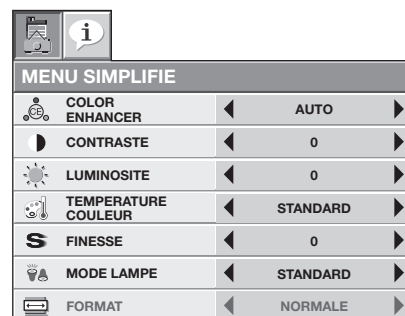 i
MENU SIMPLIFIE
CE
COLOR
ENHANCER
AUTO
CONTRASTE
0
LUMINOSITE
0
TEMPERATURE
COULEUR
STANDARD
S
FINESSE
0
MODE LAMPE
STANDARD
FORMAT
NORMALE